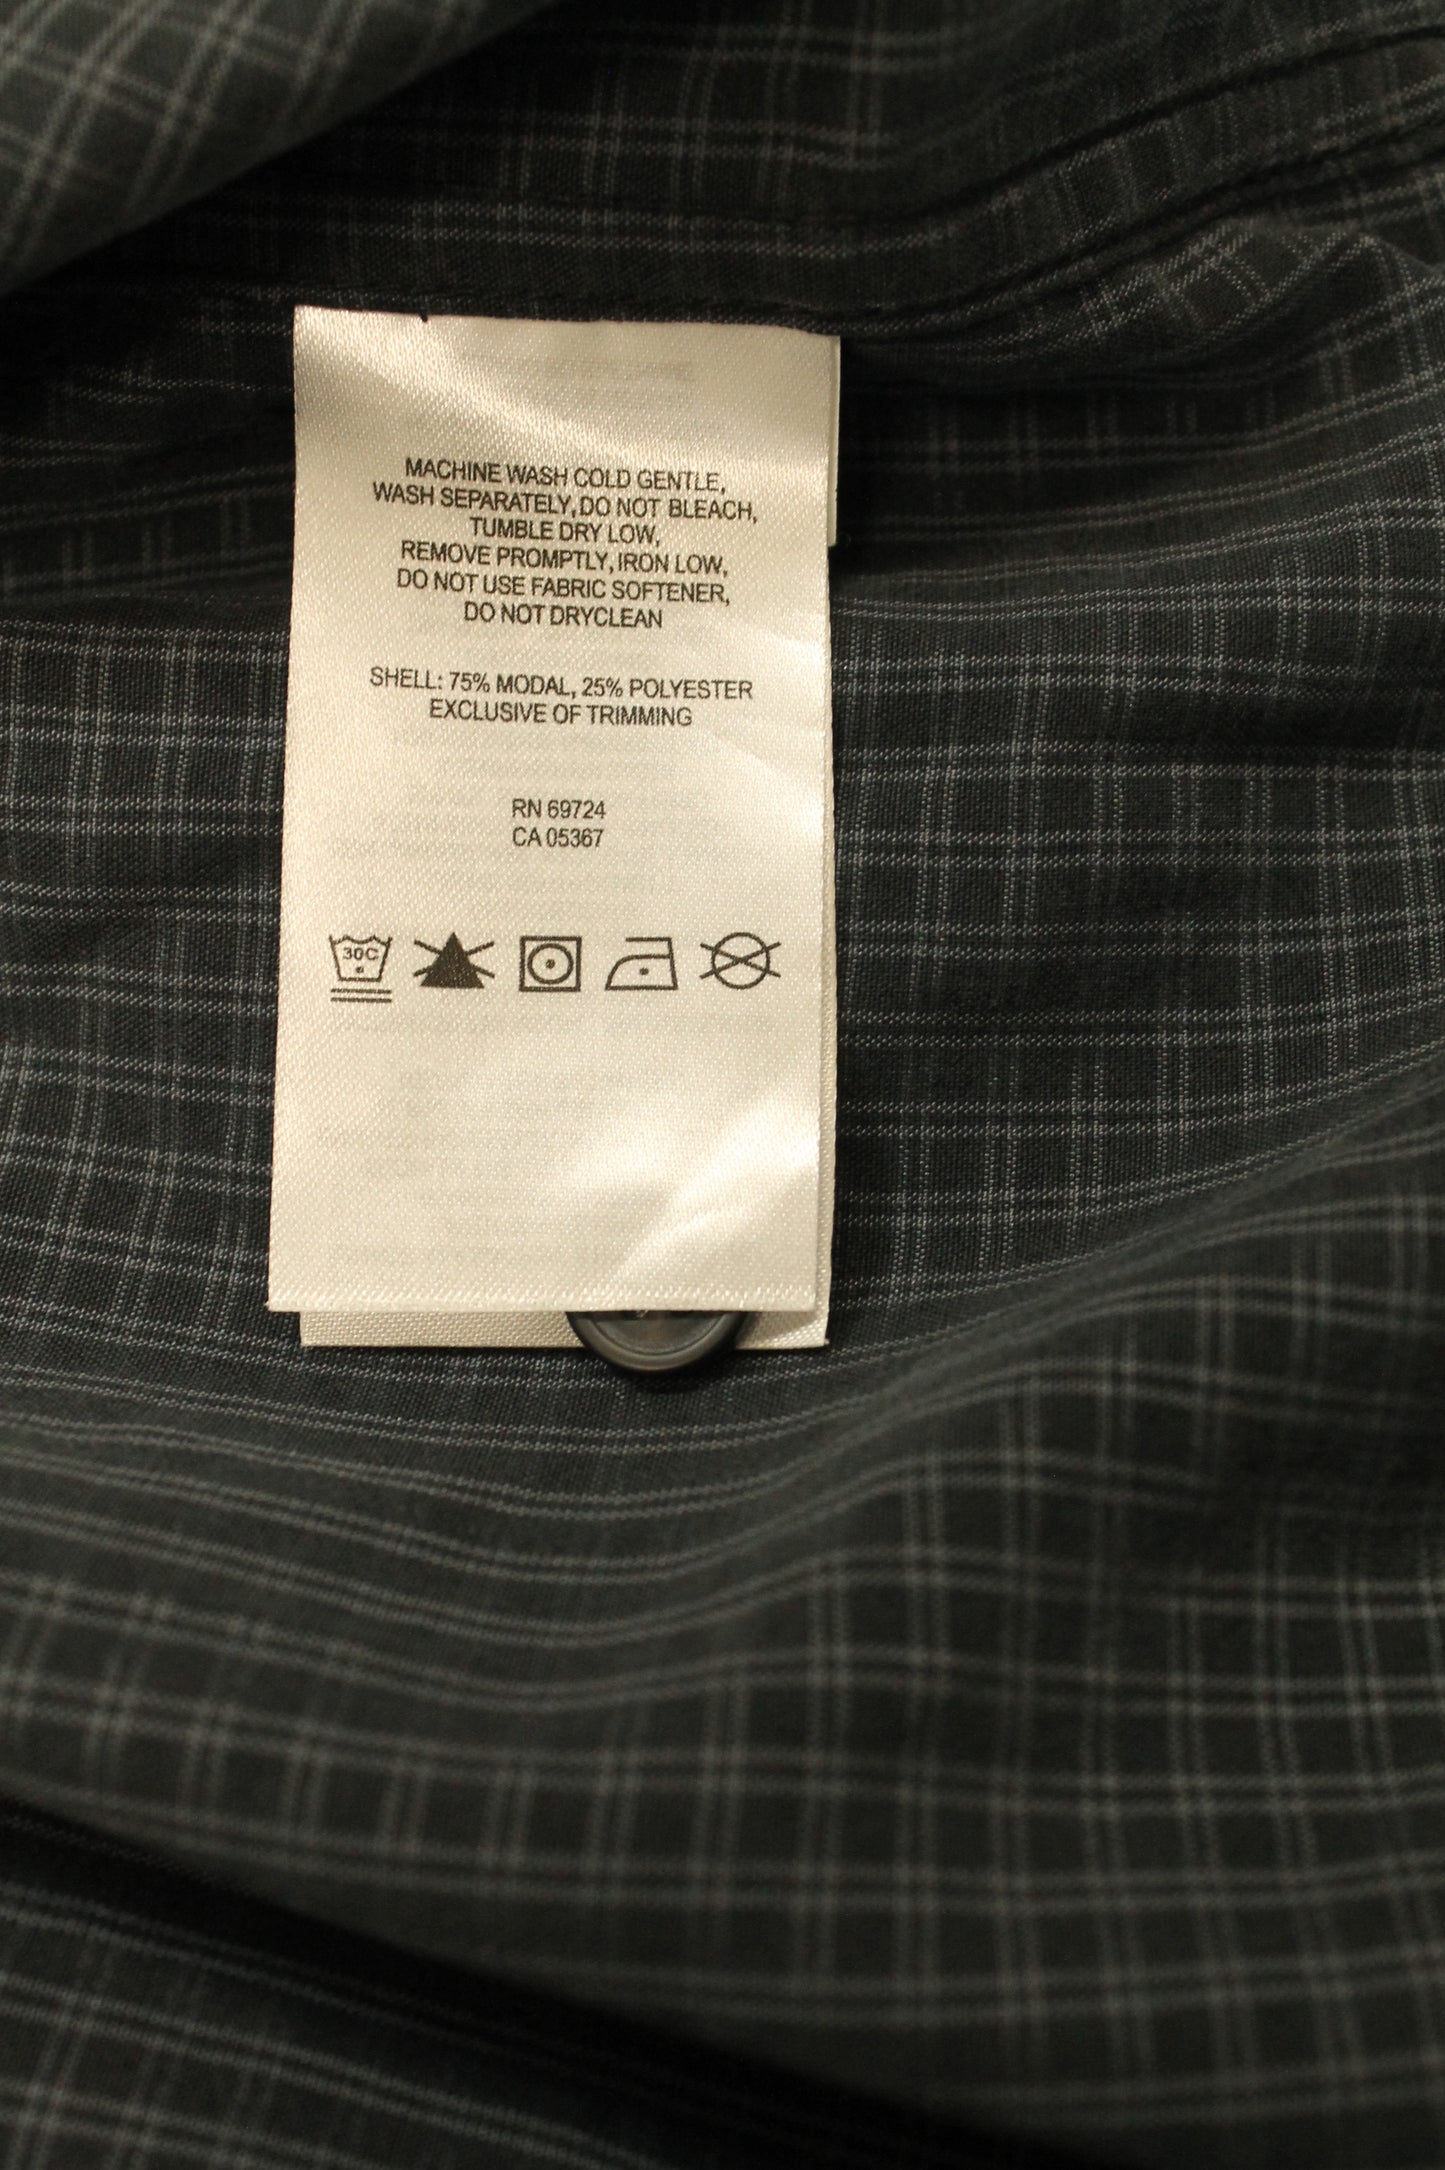 MACHINE WASH COLD GENTLE,
WASH SEPARATELY, DO NOT BLEACH,
TUMBLE DRY LOW,
REMOVE PROMPTLY, IRON LOW,
DO NOT USE FABRIC SOFTENER,
DO NOT DRYCLEAN
SHELL: 75% MODAL, 25% POLYESTER
EXCLUSIVE OF TRIMMING
RN 69724
CA 05367
30C